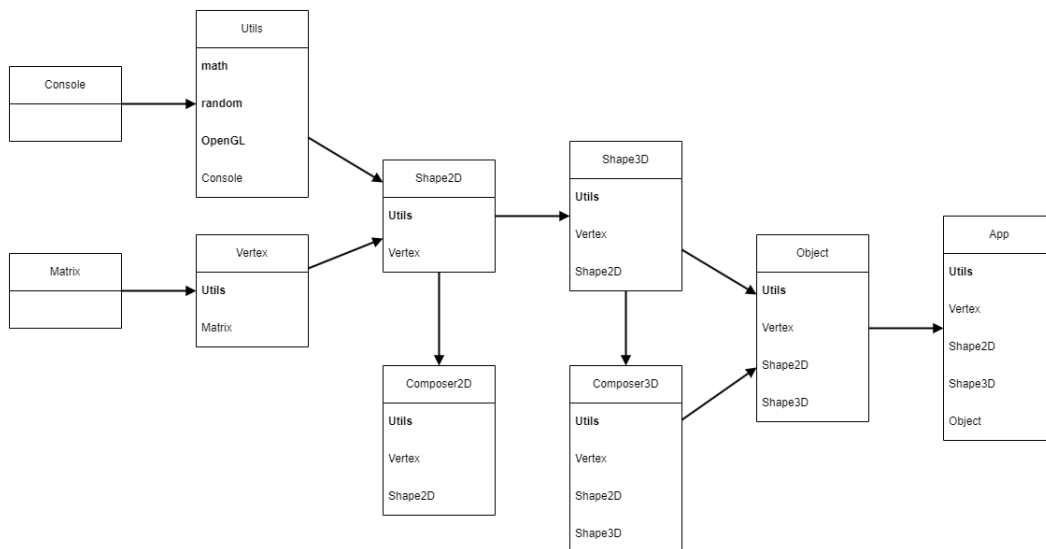 Console
Utils
math
random
OpenGL
Console
Matrix
Vertex
Utils
Matrix
Shape2D
Utils
Vertex
Composer2D
Utils
Vertex
Shape2D
Shape3D
Utils
Vertex
Shape2D
Composer3D
Utils
Vertex
Shape2D
Shape3D
Object
Utils
Vertex
Shape2D
Shape3D
App
Utils
Vertex
Shape2D
Shape3D
Object